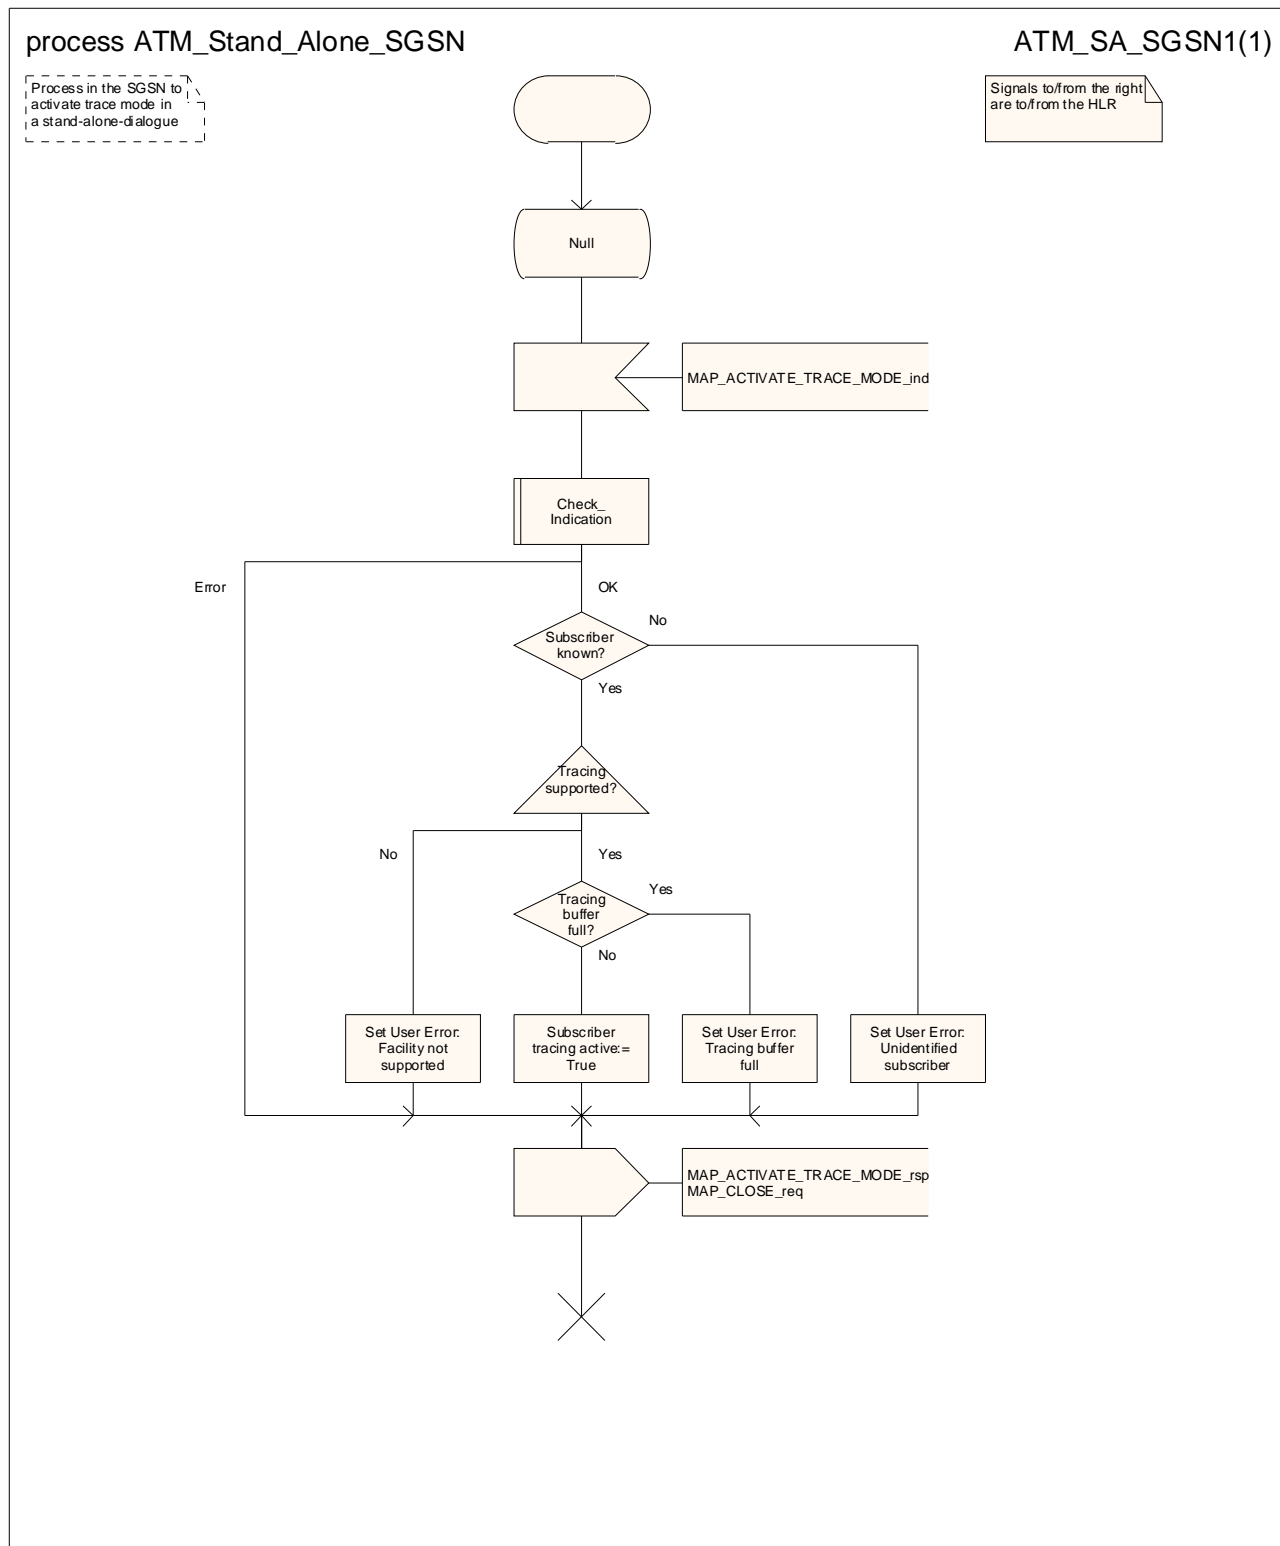 process ATM_Stand_Alone_SGSN
ATM_SA_SGSN1(1)
Process in the SGSN to
activate trace mode in
a stand-alone-dialogue
Signals to/from the right
are to/from the HLR
Null
MAP_ACTIVATE_TRACE_MODE_ind
Check_
Indication
Error
OK
No
Subscriber
known?
Yes
Tracing
supported?
No
Yes
Yes
Tracing
buffer
full?
No
Set User Error:
Facility not
supported
Subscriber
tracing active:=
True
Set User Error:
Tracing buffer
full
Set User Error:
Unidentified
subscriber
MAP_ACTIVATE_TRACE_MODE_rsp
MAP_CLOSE_req